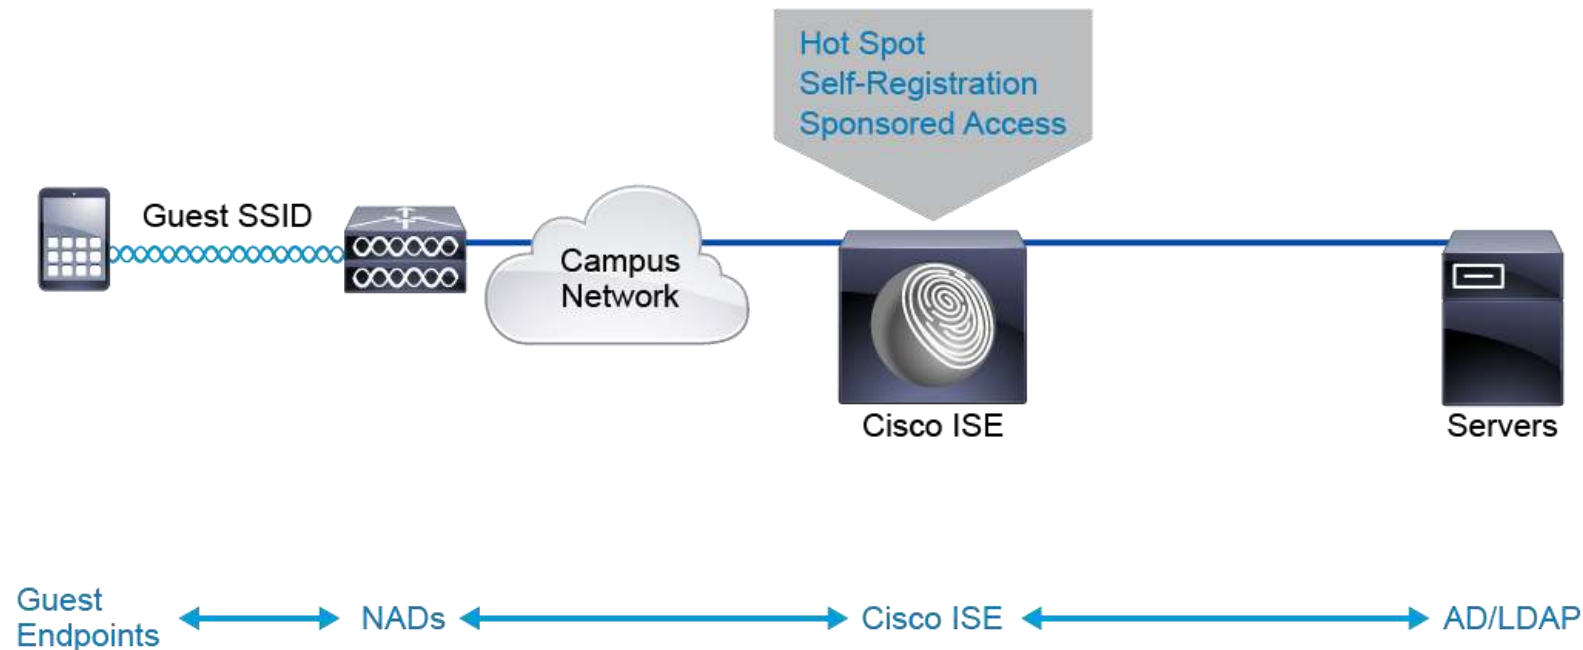 Hot Spot
Self-Registration
Sponsored Access
Guest SSID
Campus
Network
Cisco ISE
Servers
Guest
Endpoints
NADs
Cisco ISE
AD/LDAP